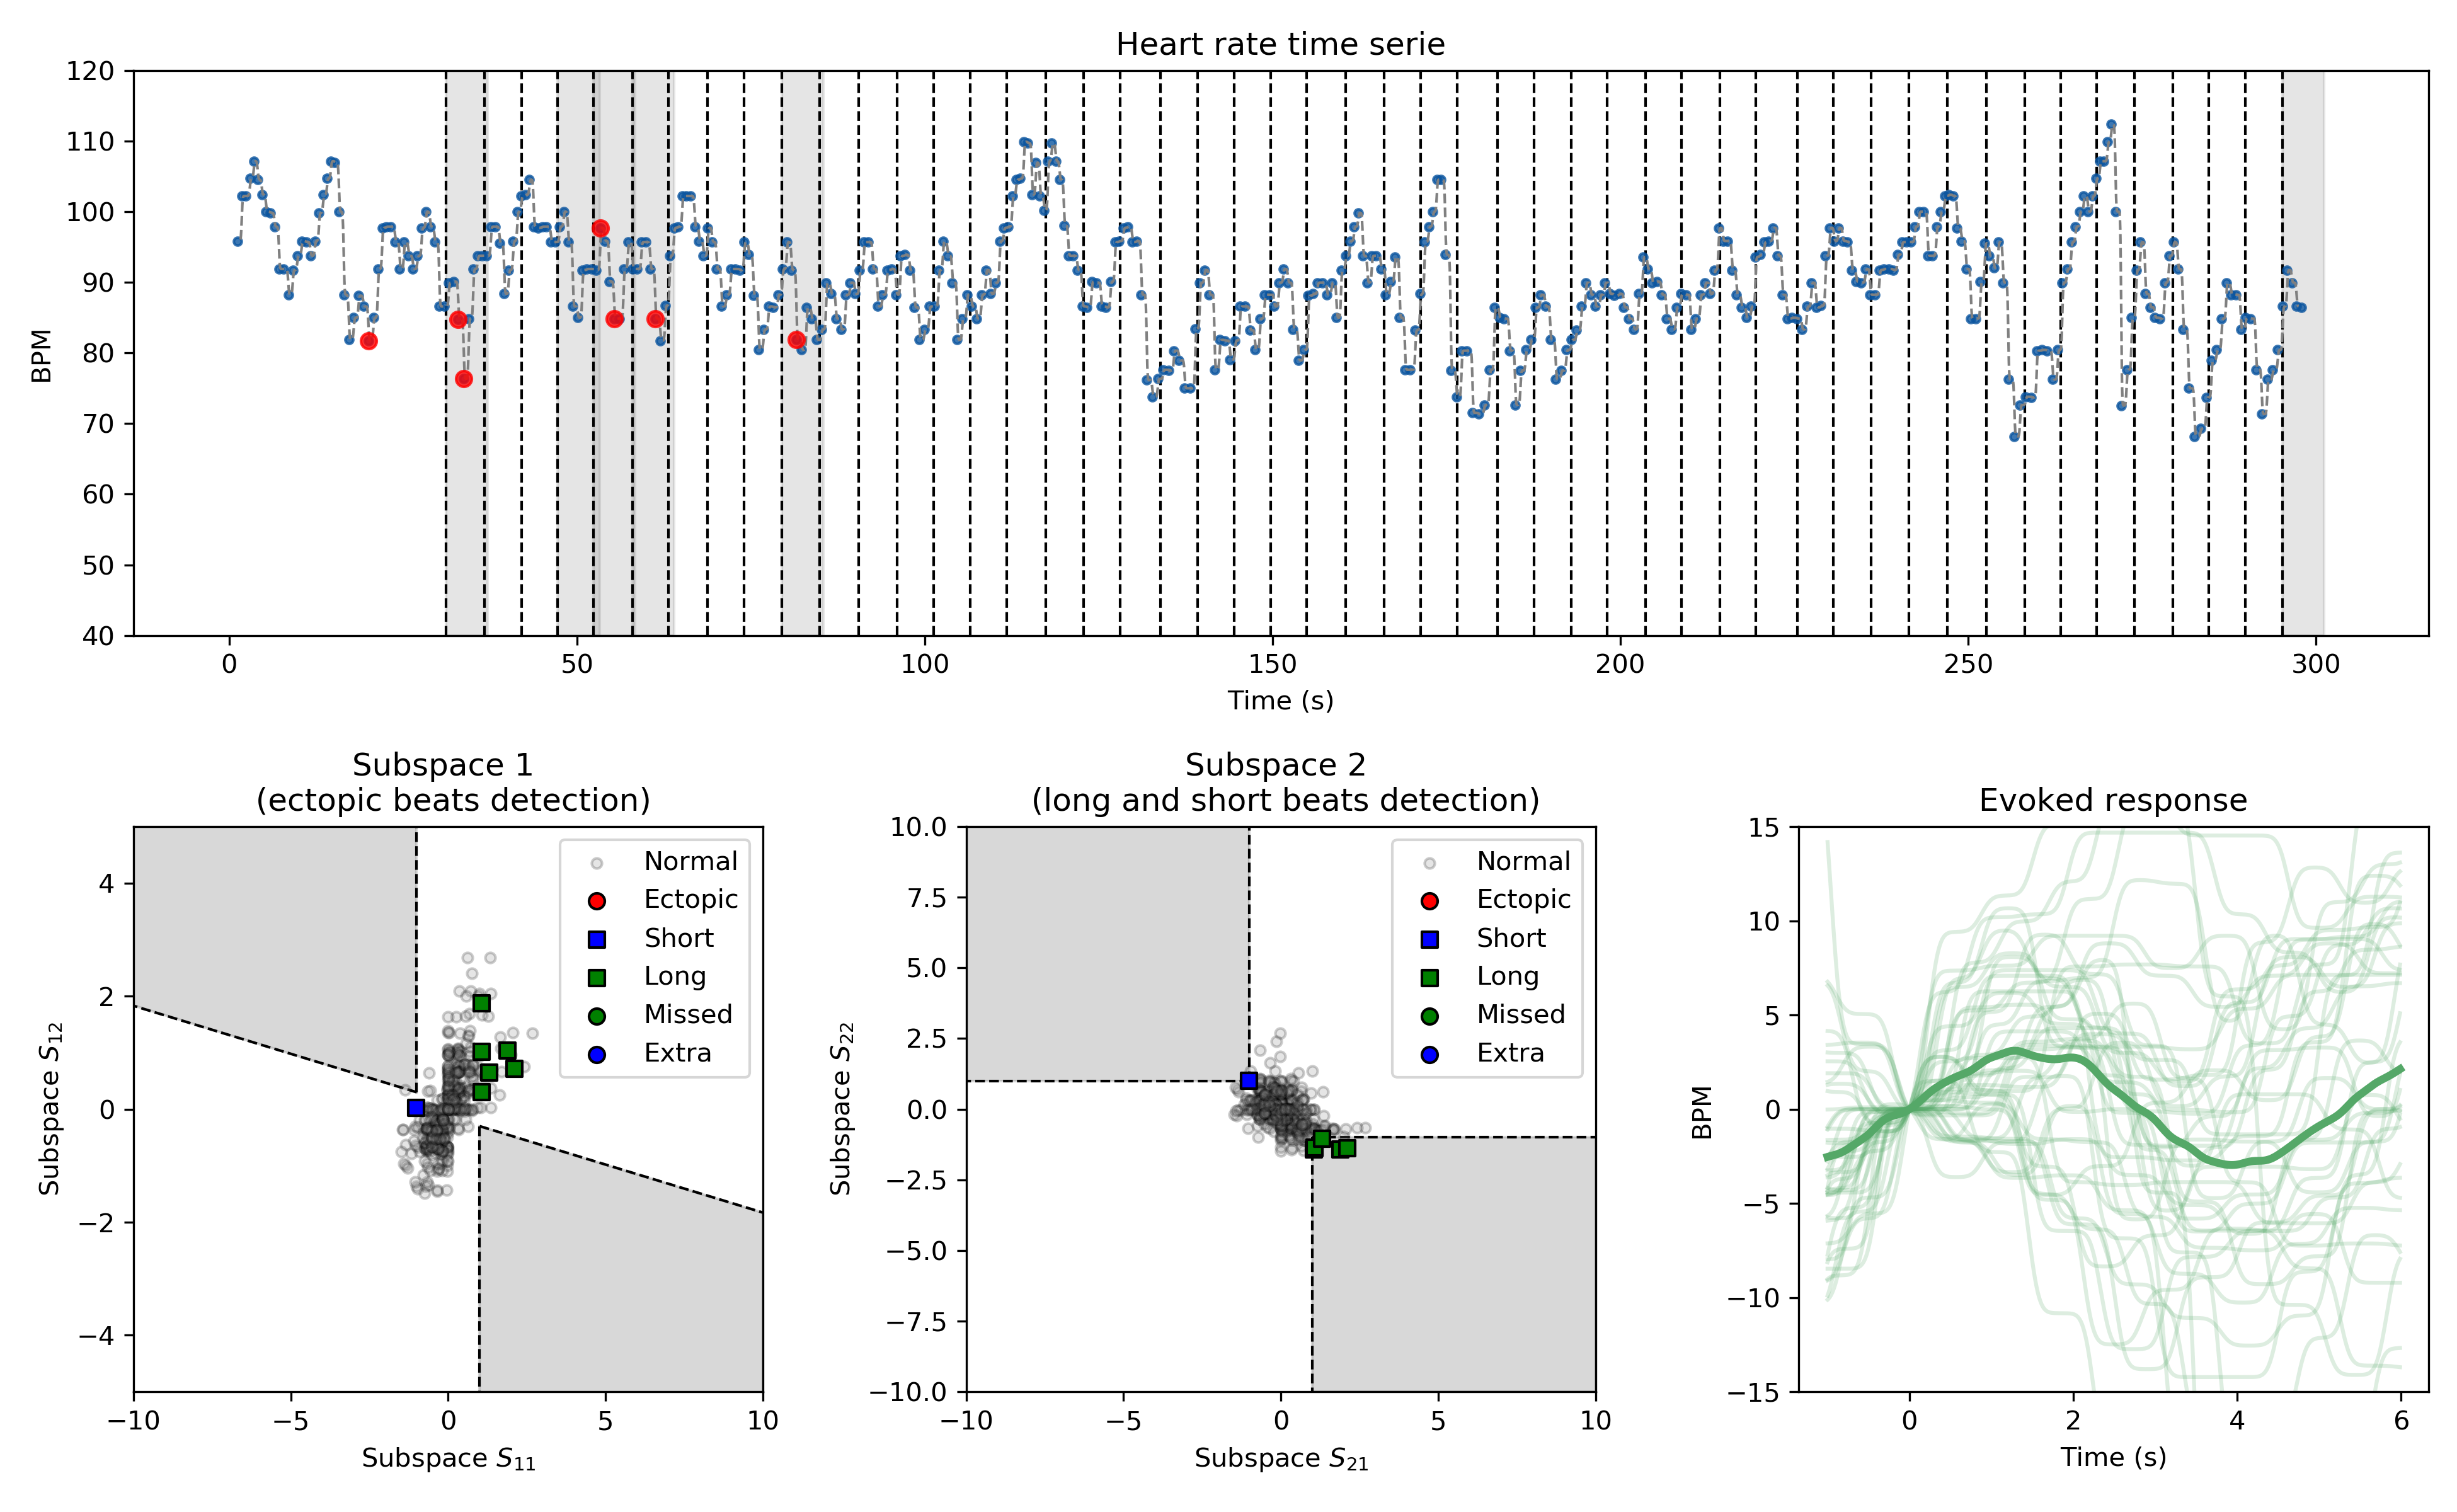 Heart rate time serie
120
110
100
90
80
70
60
50
40
BPM
0 50 100 150 200 250 300
Time (s)
Subspace 1
(ectopic beats detection)
4
2
0
−2
−4
Subspace S12
Normal
Ectopic
Short
Long
Missed
Extra
−10 −5 0 5 10
Subspace S11
Subspace 2
(long and short beats detection)
10.0
7.5
5.0
2.5
0.0
−2.5
−5.0
−7.5
−10.0
Subspace S22
Normal
Ectopic
Short
Long
Missed
Extra
−10 −5 0 5 10
Subspace S21
Evoked response
15
10
5
0
−5
−10
−15
BPM
0 2 4 6
Time (s)